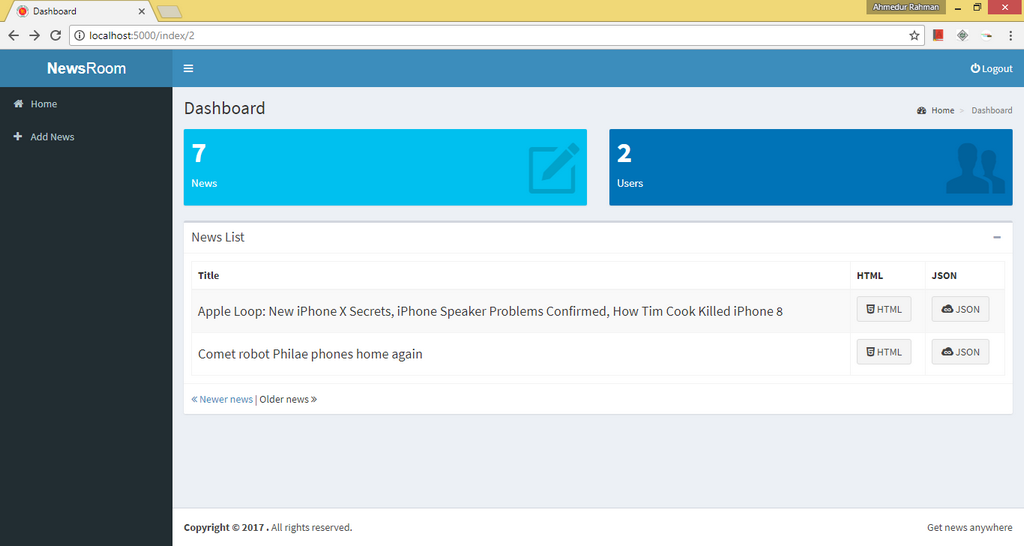 Dashboard
Ahmedur Rahman
localhost:5000/index/2
NewsRoom
Logout
Home
Add News
Dashboard
Home > Dashboard
7
News
2
Users
News List
Title HTML JSON
Apple Loop: New iPhone X Secrets, iPhone Speaker Problems Confirmed, How Tim Cook Killed iPhone 8 HTML JSON
Comet robot Philae phones home again HTML JSON
« Newer news | Older news »
Copyright © 2017 . All rights reserved.
Get news anywhere